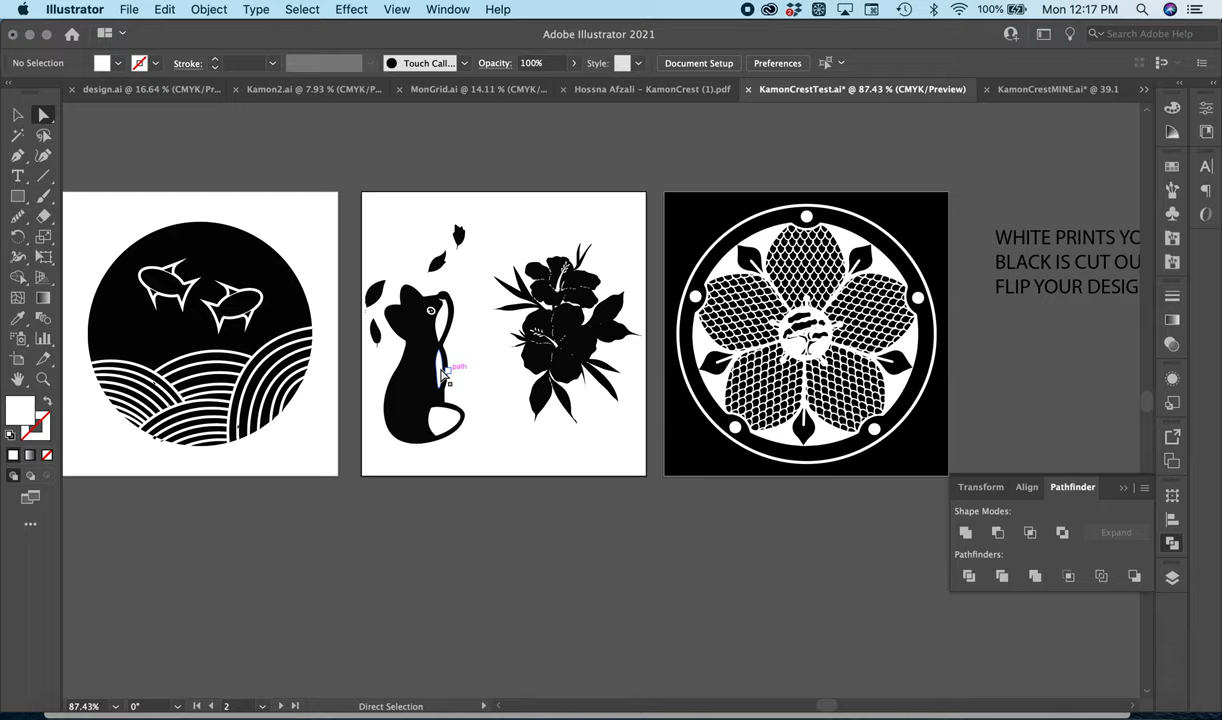 Illustrator File Edit Object Type Select Effect View Window Help 2 100% Mon 12:17 PM
Adobe Illustrator 2021 Search Adobe Help
No Selection Stroke: Touch Call... Opacity: 100% Style: Document Setup Preferences
design.ai @ 16.64 % (CMYK/Pr... Kamon2.ai @ 7.93 % (CMYK/P... MonGrid.ai @ 14.11 % (CMYK/... Hossna Afzali - KamonCrest (1).pdf KamonCrestTest.ai* @ 87.43 % (CMYK/Preview) KamonCrestMINE.ai* @ 39.1
WHITE PRINTS YO
BLACK IS CUT OU
FLIP YOUR DESIG
path
Transform Align Pathfinder
Shape Modes:
Expand
Pathfinders:
87.43% 0° 2 Direct Selection